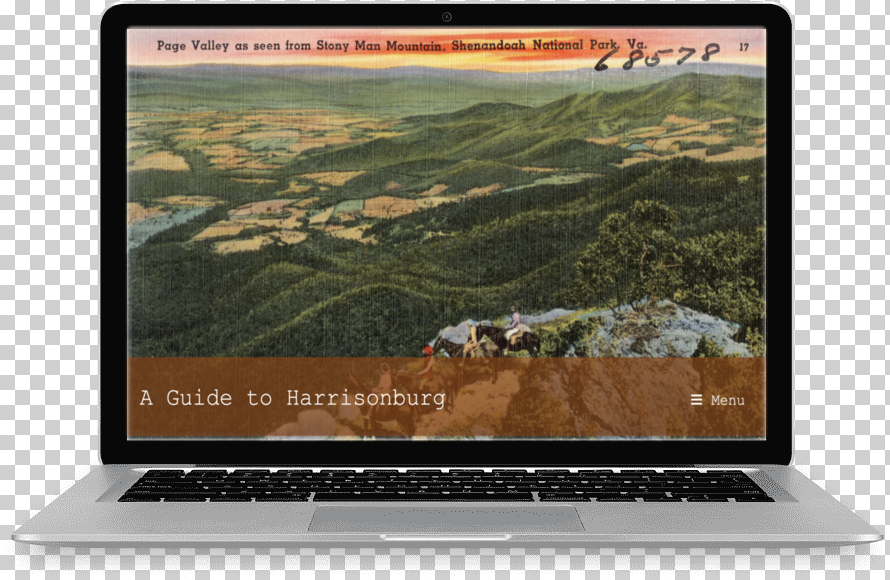 Page Valley as seen from Stony Man Mountain, Shenandoah National Park, Va. 17
68578
A Guide to Harrisonburg
☰ Menu